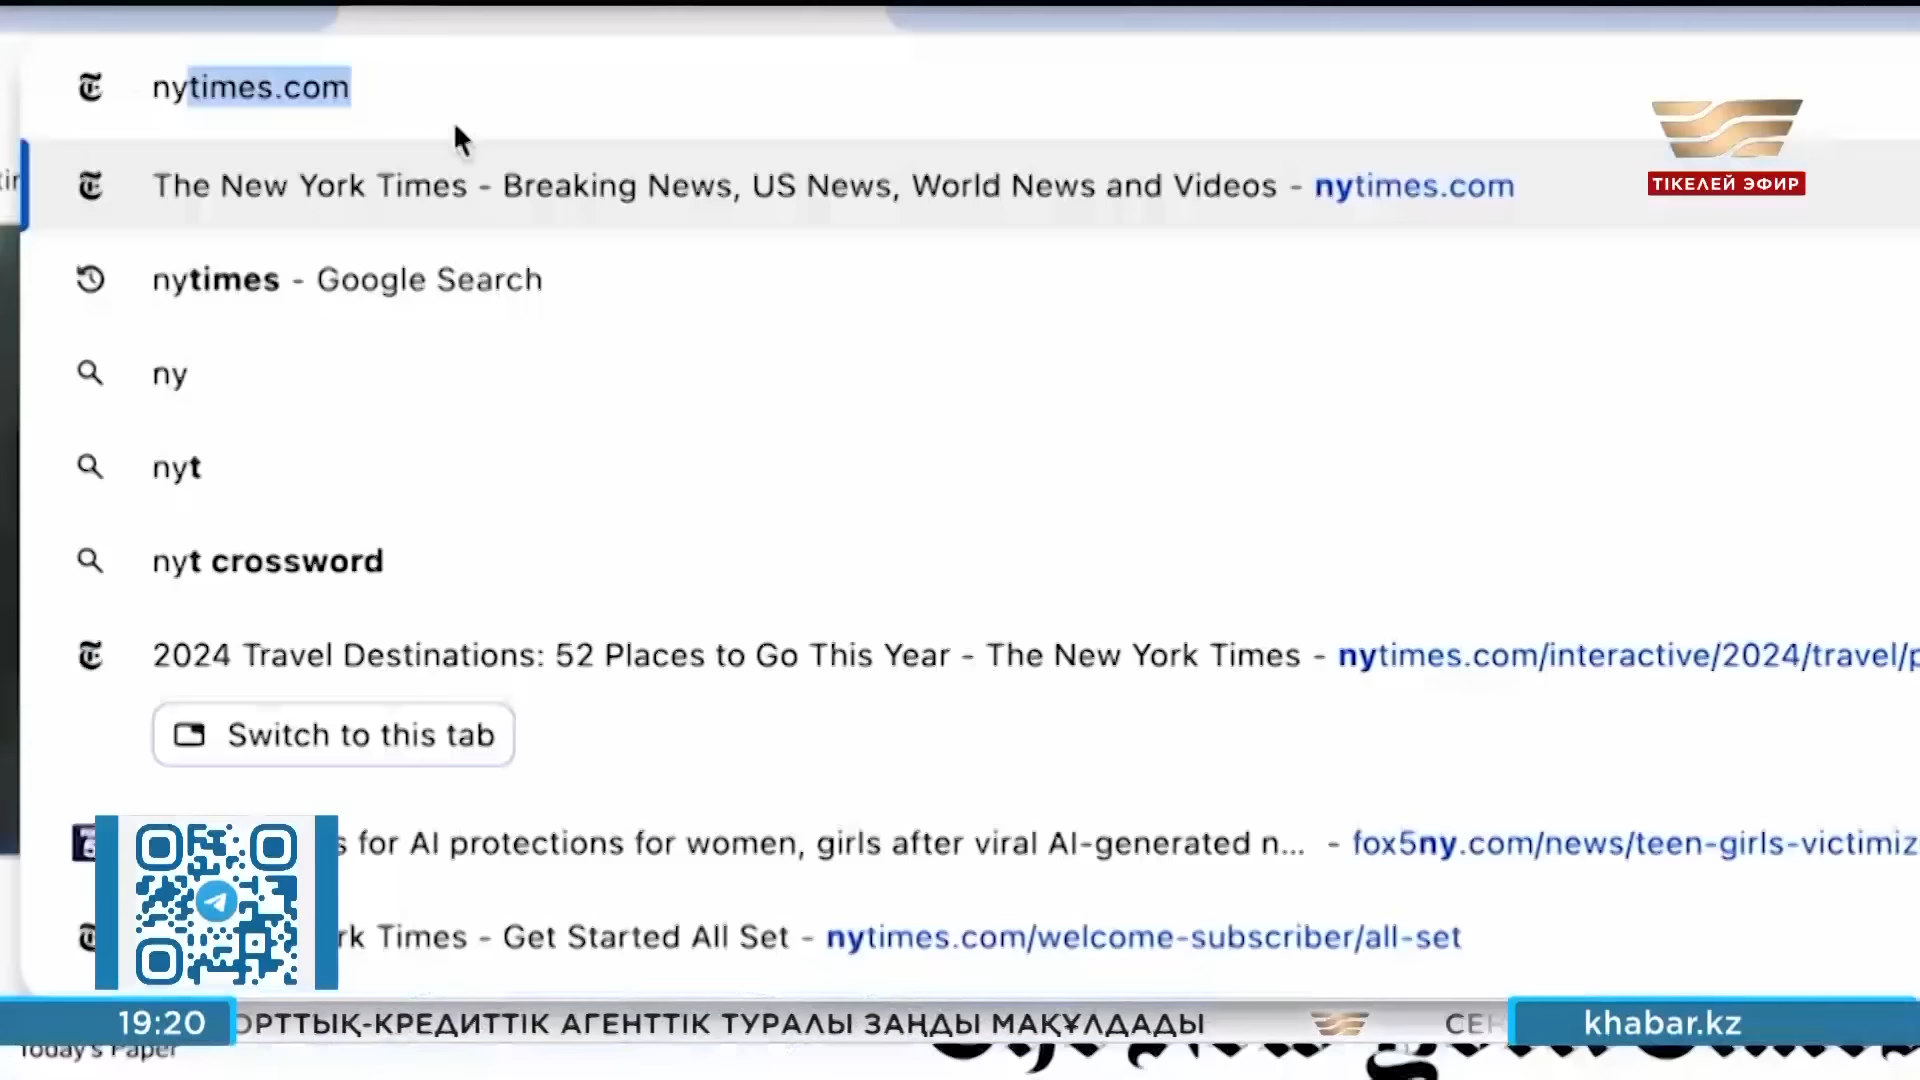 nytimes.com
The New York Times - Breaking News, US News, World News and Videos - nytimes.com
ТІКЕЛЕЙ ЭФИР
nytimes - Google Search
ny
nyt
nyt crossword
2024 Travel Destinations: 52 Places to Go This Year - The New York Times - nytimes.com/interactive/2024/travel/p
Switch to this tab
s for AI protections for women, girls after viral AI-generated n... - fox5ny.com/news/teen-girls-victimiz
rk Times - Get Started All Set - nytimes.com/welcome-subscriber/all-set
19:20 ОРТТЫҚ-КРЕДИТТІК АГЕНТТІК ТУРАЛЫ ЗАҢДЫ МАҚҰЛДАДЫ СЕН khabar.kz
Today's Paper